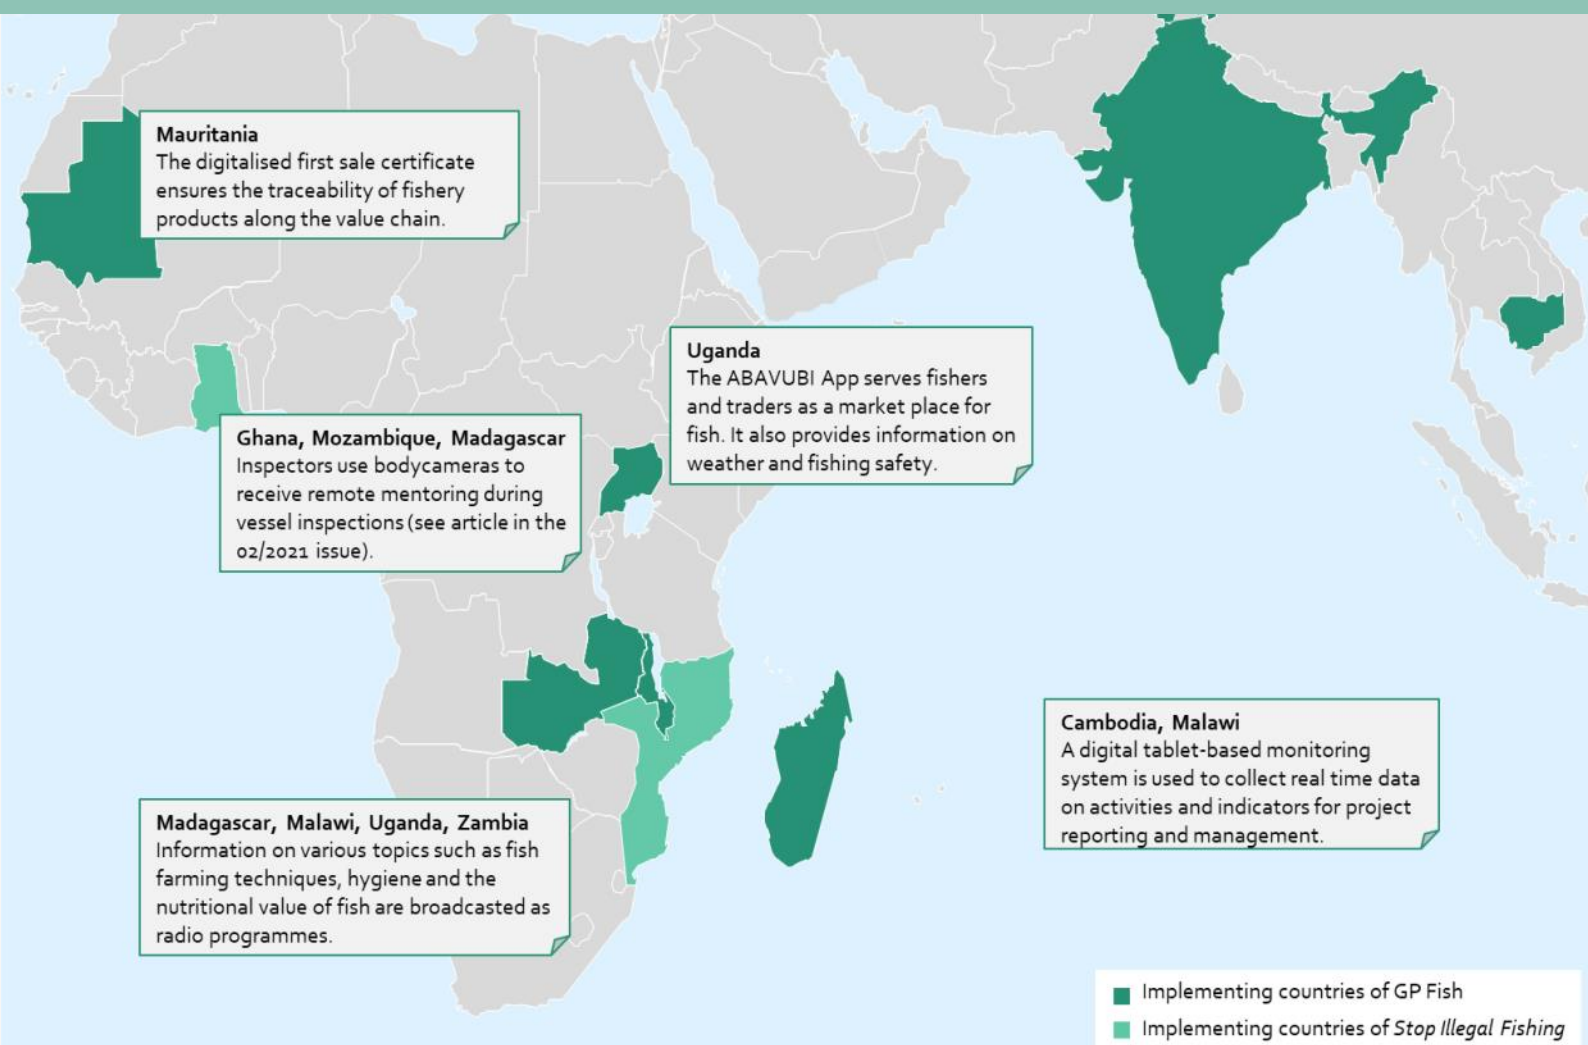 Mauritania
The digitalised first sale certificate
ensures the traceability of fishery
products along the value chain.
Uganda
The ABAVUBI App serves fishers
and traders as a market place for
fish. It also provides information on
weather and fishing safety.
Ghana, Mozambique, Madagascar
Inspectors use bodycameras to
receive remote mentoring during
vessel inspections (see article in the
02/2021 issue).
Cambodia, Malawi
A digital tablet-based monitoring
system is used to collect real time data
on activities and indicators for project
reporting and management.
Madagascar, Malawi, Uganda, Zambia
Information on various topics such as fish
farming techniques, hygiene and the
nutritional value of fish are broadcasted as
radio programmes.
Implementing countries of GP Fish
Implementing countries of Stop Illegal Fishing